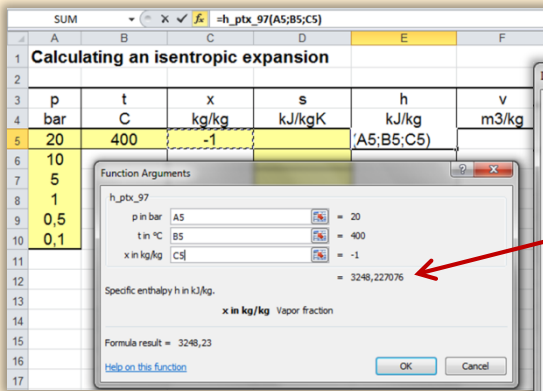 SUM =h_ptx_97(A5;B5;C5)
A B C D E F
1 Calculating an isentropic expansion
2
3 p t x s h v
4 bar C kg/kg kJ/kgK kJ/kg m3/kg
5 20 400 -1 (A5;B5;C5)
6 10
7 5
8 1
9 0,5
10 0,1
11
12
13
14
15
16
17
Function Arguments
h_ptx_97
p in bar A5 = 20
t in °C B5 = 400
x in kg/kg C5 = -1
= 3248,227076
Specific enthalpy h in kJ/kg.
x in kg/kg Vapor fraction
Formula result = 3248,23
Help on this function OK Cancel